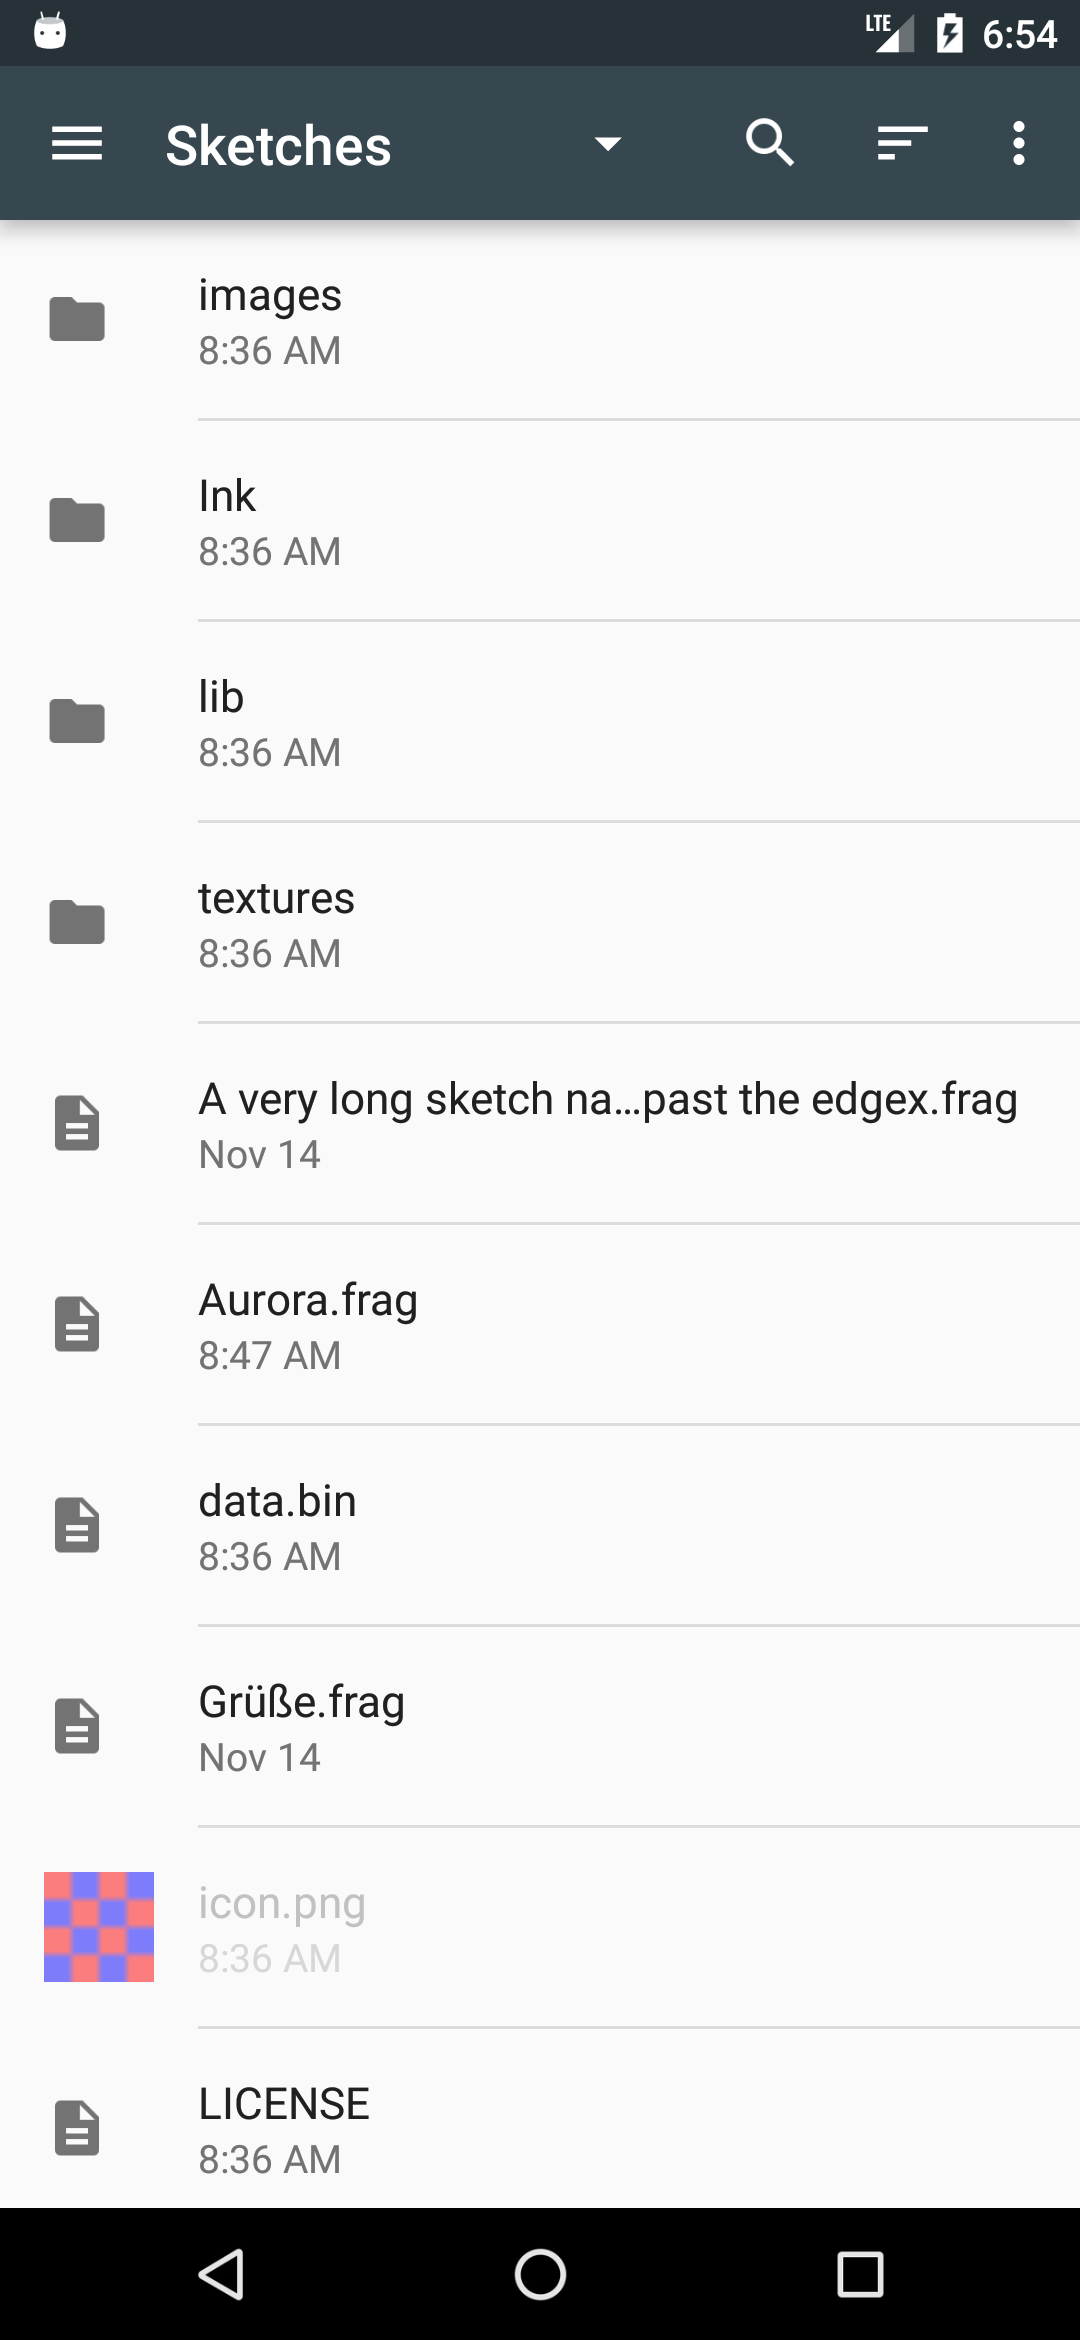 LTE 6:54
Sketches
images
8:36 AM
Ink
8:36 AM
lib
8:36 AM
textures
8:36 AM
A very long sketch na…past the edgex.frag
Nov 14
Aurora.frag
8:47 AM
data.bin
8:36 AM
Grüße.frag
Nov 14
icon.png
8:36 AM
LICENSE
8:36 AM